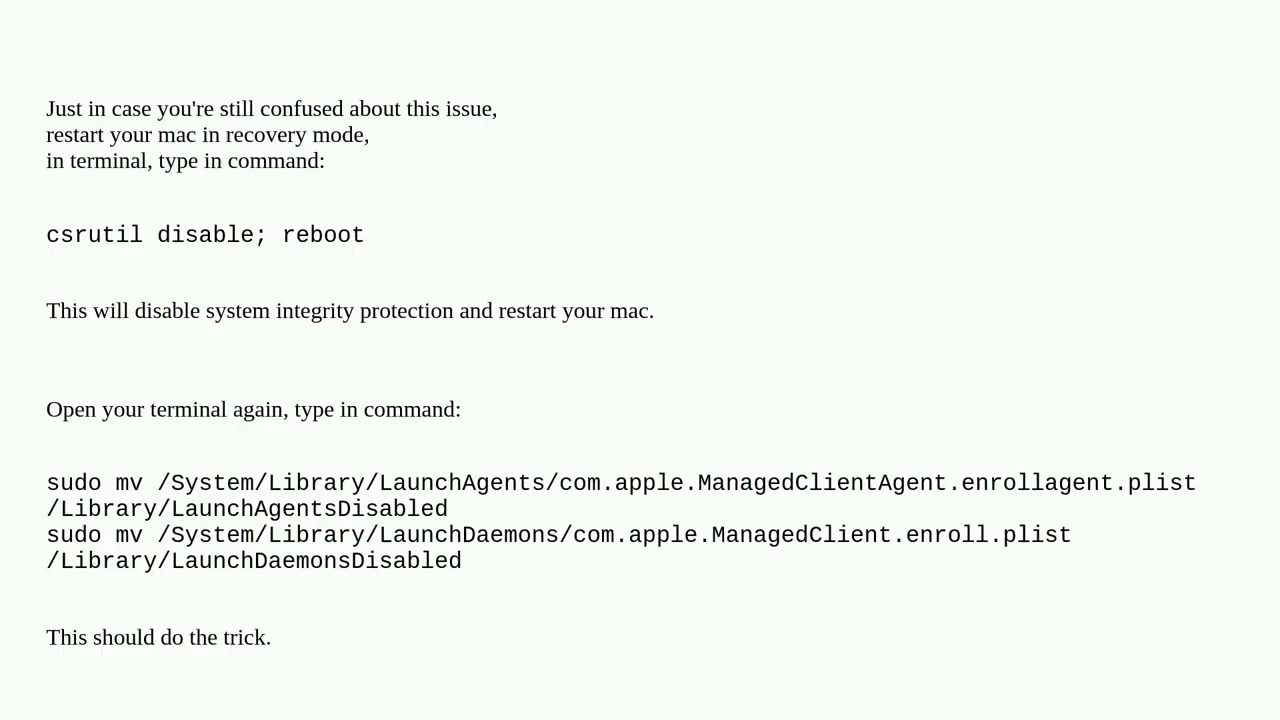 Just in case you're still confused about this issue,
restart your mac in recovery mode,
in terminal, type in command:
csrutil disable; reboot
This will disable system integrity protection and restart your mac.
Open your terminal again, type in command:
sudo mv /System/Library/LaunchAgents/com.apple.ManagedClientAgent.enrollagent.plist
/Library/LaunchAgentsDisabled
sudo mv /System/Library/LaunchDaemons/com.apple.ManagedClient.enroll.plist
/Library/LaunchDaemonsDisabled
This should do the trick.